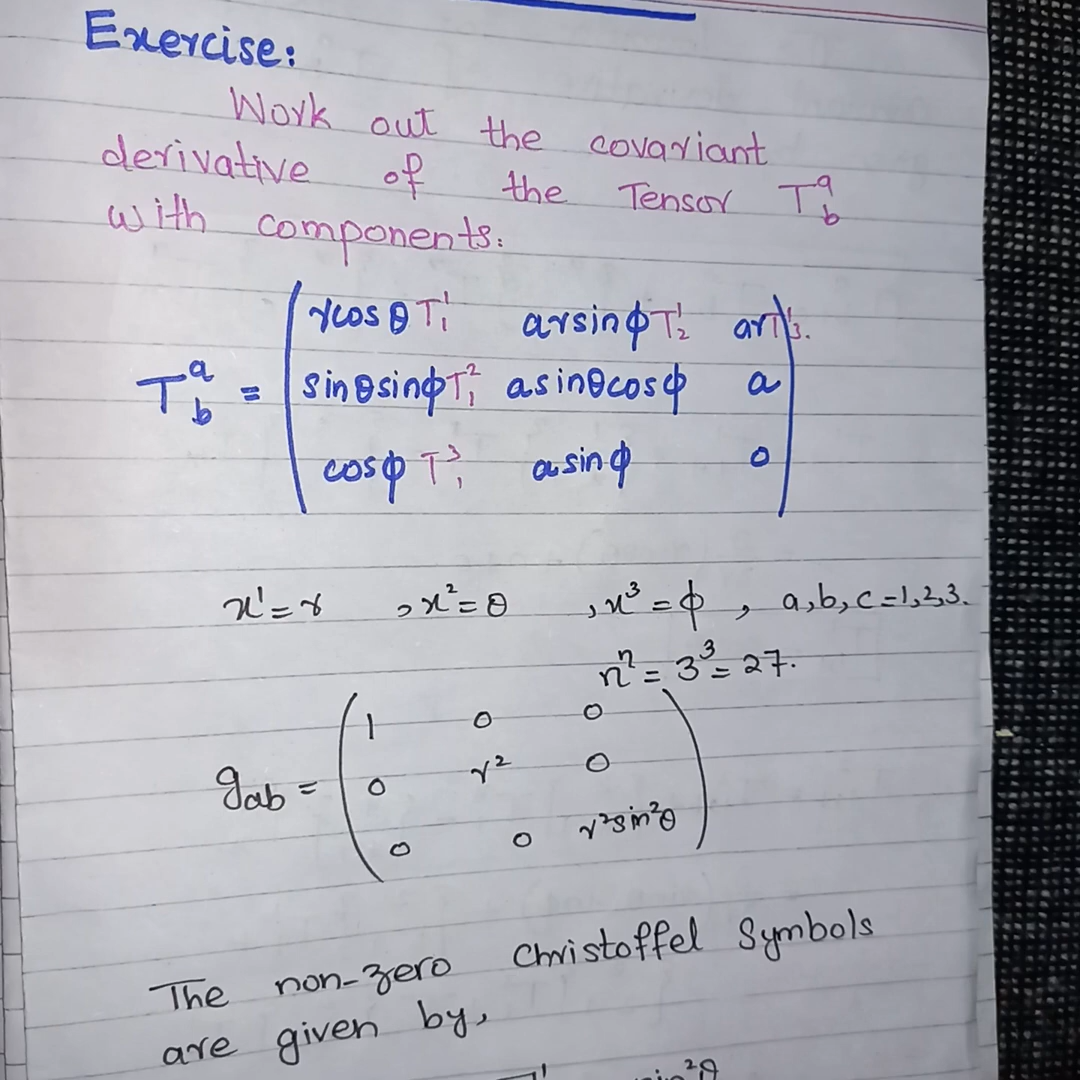 Exercise:
Work out the covariant
derivative of the Tensor T^a_b
with components.
T^a_b = ( rcosθ T^1_1 arsinϕ T^1_2 ar T^1_3.
sinθsinϕ T^2_1 asinθcosϕ a
cosϕ T^3_1 asinϕ 0 )
x^1 = r , x^2 = θ , x^3 = ϕ , a, b, c = 1,2,3.
n^n = 3^3 = 27.
g_ab = ( 1 0 0
0 r^2 0
0 0 r^2sin^2θ )
The non-zero Christoffel Symbols
are given by,